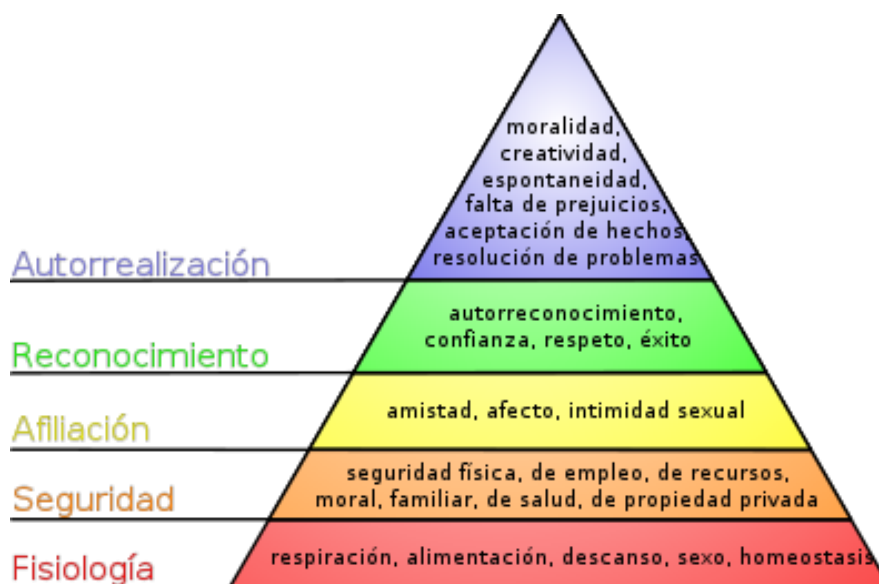 moralidad,
creatividad,
espontaneidad,
falta de prejuicios,
aceptación de hechos,
resolución de problemas
Autorrealización
autorreconocimiento,
confianza, respeto, éxito
Reconocimiento
amistad, afecto, intimidad sexual
Afiliación
seguridad física, de empleo, de recursos,
moral, familiar, de salud, de propiedad privada
Seguridad
respiración, alimentación, descanso, sexo, homeostasis
Fisiología